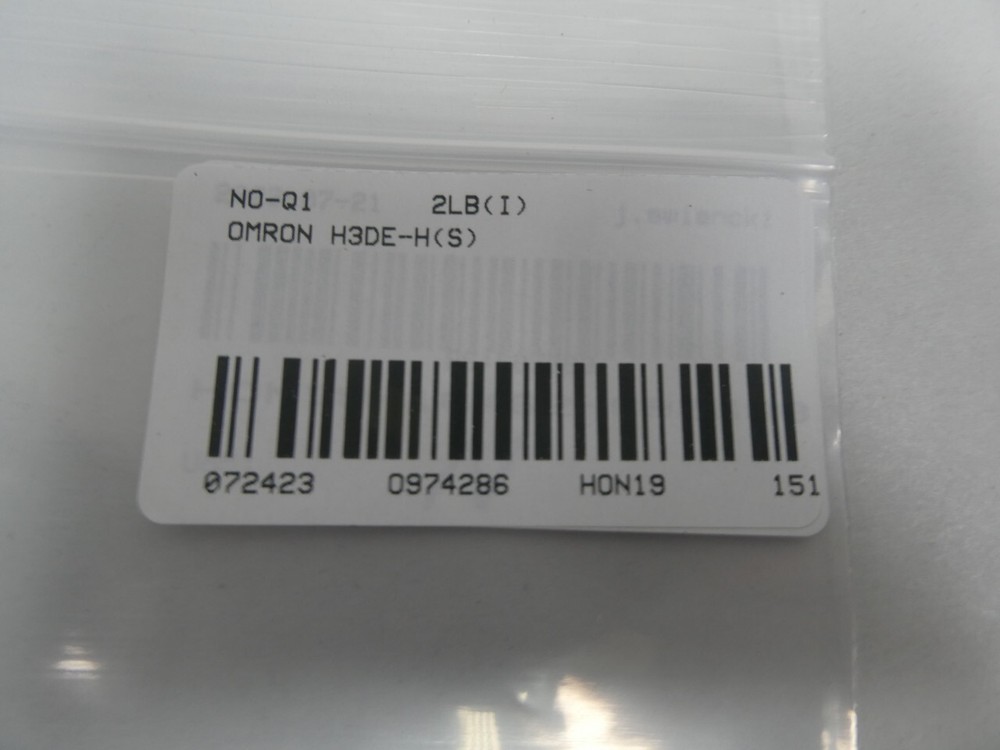 NO-Q1 2LB(I)
OMRON H3DE-H(S)
072423 0974286 HON19 151